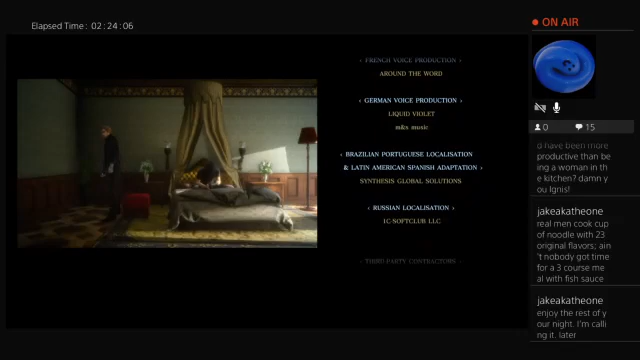 Elapsed Time: 02:24:06
‹ FRENCH VOICE PRODUCTION ›
AROUND THE WORD
‹ GERMAN VOICE PRODUCTION ›
LIQUID VIOLET
m&s music
‹ BRAZILIAN PORTUGUESE LOCALISATION
& LATIN AMERICAN SPANISH ADAPTATION ›
SYNTHESIS GLOBAL SOLUTIONS
‹ RUSSIAN LOCALISATION ›
1C-SOFTCLUB LLC
‹ THIRD PARTY CONTRACTORS ›
ON AIR
0
15
d have been more
productive than be
ing a woman in th
e kitchen? damn y
ou Ignis!
jakeakatheone
real men cook cup
of noodle with 23
original flavors; ain
't nobody got time
for a 3 course me
al with fish sauce
jakeakatheone
enjoy the rest of y
our night. I'm calli
ng it. later